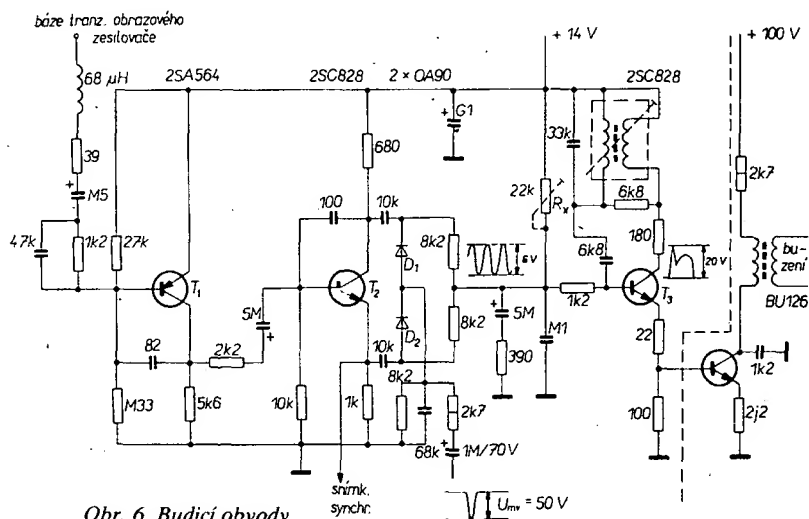 báze tranz. obrazového
zesilovače
68 μH
2SA564
2SC828
2 × OA90
+ 14 V
2SC828
+ 100 V
G1
33k
39
M5
680
22k
Rx
6k8
2k7
47k
1k2
27k
100
10k
8k2
6 V
6k8
180
20 V
bu-
zení
T1
D1
T2
D2
1k2
T3
BU126
5M
82
2k2
10k
8k2
5M
M1
22
1k2
M33
5k6
10k
1k
8k2
2k7
390
100
2j2
68k
1M/70 V
snímk.
synchr.
Umv = 50 V
Obr. 6. Budicí obvody